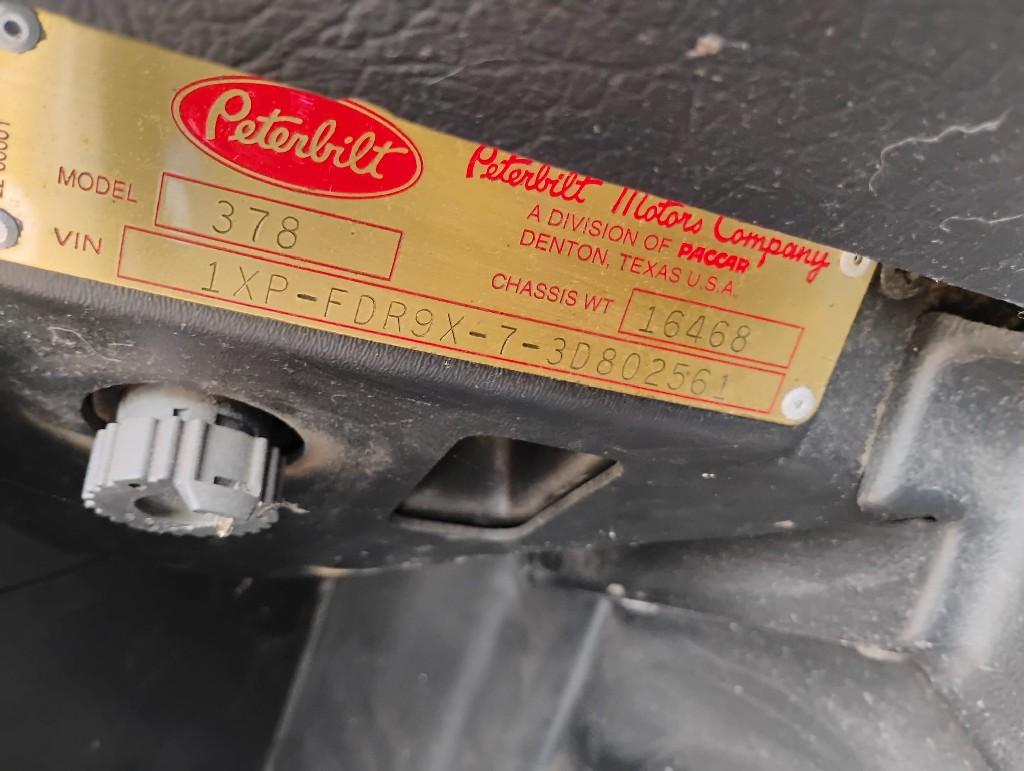 Peterbilt
Peterbilt Motors Company
A DIVISION OF PACCAR
DENTON, TEXAS U.S.A.
MODEL 378
CHASSIS WT 16468
VIN 1XP-FDR9X-7-3D802561